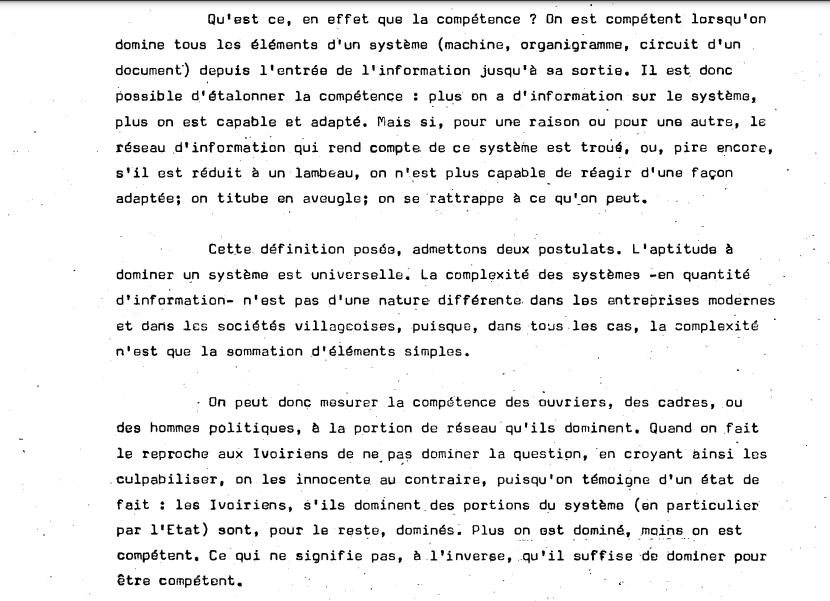 Qu'est ce, en effet que la compétence ? On est compétent lorsqu'on
domine tous les éléments d'un système (machine, organigramme, circuit d'un
document) depuis l'entrée de l'information jusqu'à sa sortie. Il est donc
possible d'étalonner la compétence : plus on a d'information sur le système,
plus on est capable et adapté. Mais si, pour une raison ou pour une autre, le
réseau d'information qui rend compte de ce système est troué, ou, pire encore,
s'il est réduit à un lambeau, on n'est plus capable de réagir d'une façon
adaptée; on titube en aveugle; on se rattrappe à ce qu'on peut.
Cette définition posée, admettons deux postulats. L'aptitude à
dominer un système est universelle. La complexité des systèmes -en quantité
d'information- n'est pas d'une nature différente dans les entreprises modernes
et dans les sociétés villageoises, puisque, dans tous les cas, la complexité
n'est que la sommation d'éléments simples.
On peut donc mesurer la compétence des ouvriers, des cadres, ou
des hommes politiques, à la portion de réseau qu'ils dominent. Quand on fait
le reproche aux Ivoiriens de ne pas dominer la question, en croyant ainsi les
culpabiliser, on les innocente au contraire, puisqu'on témoigne d'un état de
fait : les Ivoiriens, s'ils dominent des portions du système (en particulier
par l'Etat) sont, pour le reste, dominés. Plus on est dominé, moins on est
compétent. Ce qui ne signifie pas, à l'inverse, qu'il suffise de dominer pour
être compétent.